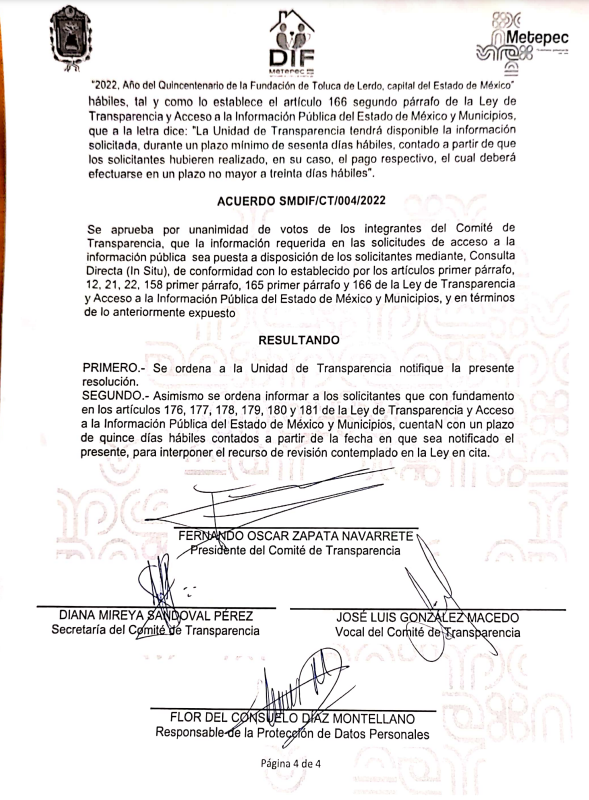 DIF
METEPEC
Metepec
"2022, Año del Quincentenario de la Fundación de Toluca de Lerdo, capital del Estado de México"
hábiles, tal y como lo establece el artículo 166 segundo párrafo de la Ley de
Transparencia y Acceso a la Información Pública del Estado de México y Municipios,
que a la letra dice: "La Unidad de Transparencia tendrá disponible la información
solicitada, durante un plazo mínimo de sesenta días hábiles, contado a partir de que
los solicitantes hubieren realizado, en su caso, el pago respectivo, el cual deberá
efectuarse en un plazo no mayor a treinta días hábiles".
ACUERDO SMDIF/CT/004/2022
Se aprueba por unanimidad de votos de los integrantes del Comité de
Transparencia, que la información requerida en las solicitudes de acceso a la
información pública sea puesta a disposición de los solicitantes mediante, Consulta
Directa (In Situ), de conformidad con lo establecido por los artículos primer párrafo,
12, 21, 22, 158 primer párrafo, 165 primer párrafo y 166 de la Ley de Transparencia
y Acceso a la Información Pública del Estado de México y Municipios, y en términos
de lo anteriormente expuesto
RESULTANDO
PRIMERO.- Se ordena a la Unidad de Transparencia notifique la presente
resolución.
SEGUNDO.- Asimismo se ordena informar a los solicitantes que con fundamento
en los artículos 176, 177, 178, 179, 180 y 181 de la Ley de Transparencia y Acceso
a la Información Pública del Estado de México y Municipios, cuentaN con un plazo
de quince días hábiles contados a partir de la fecha en que sea notificado el
presente, para interponer el recurso de revisión contemplado en la Ley en cita.
FERNANDO OSCAR ZAPATA NAVARRETE
Presidente del Comité de Transparencia
DIANA MIREYA SANDOVAL PÉREZ
Secretaría del Comité de Transparencia
JOSÉ LUIS GONZÁLEZ MACEDO
Vocal del Comité de Transparencia
FLOR DEL CONSUELO DÍAZ MONTELLANO
Responsable de la Protección de Datos Personales
Página 4 de 4